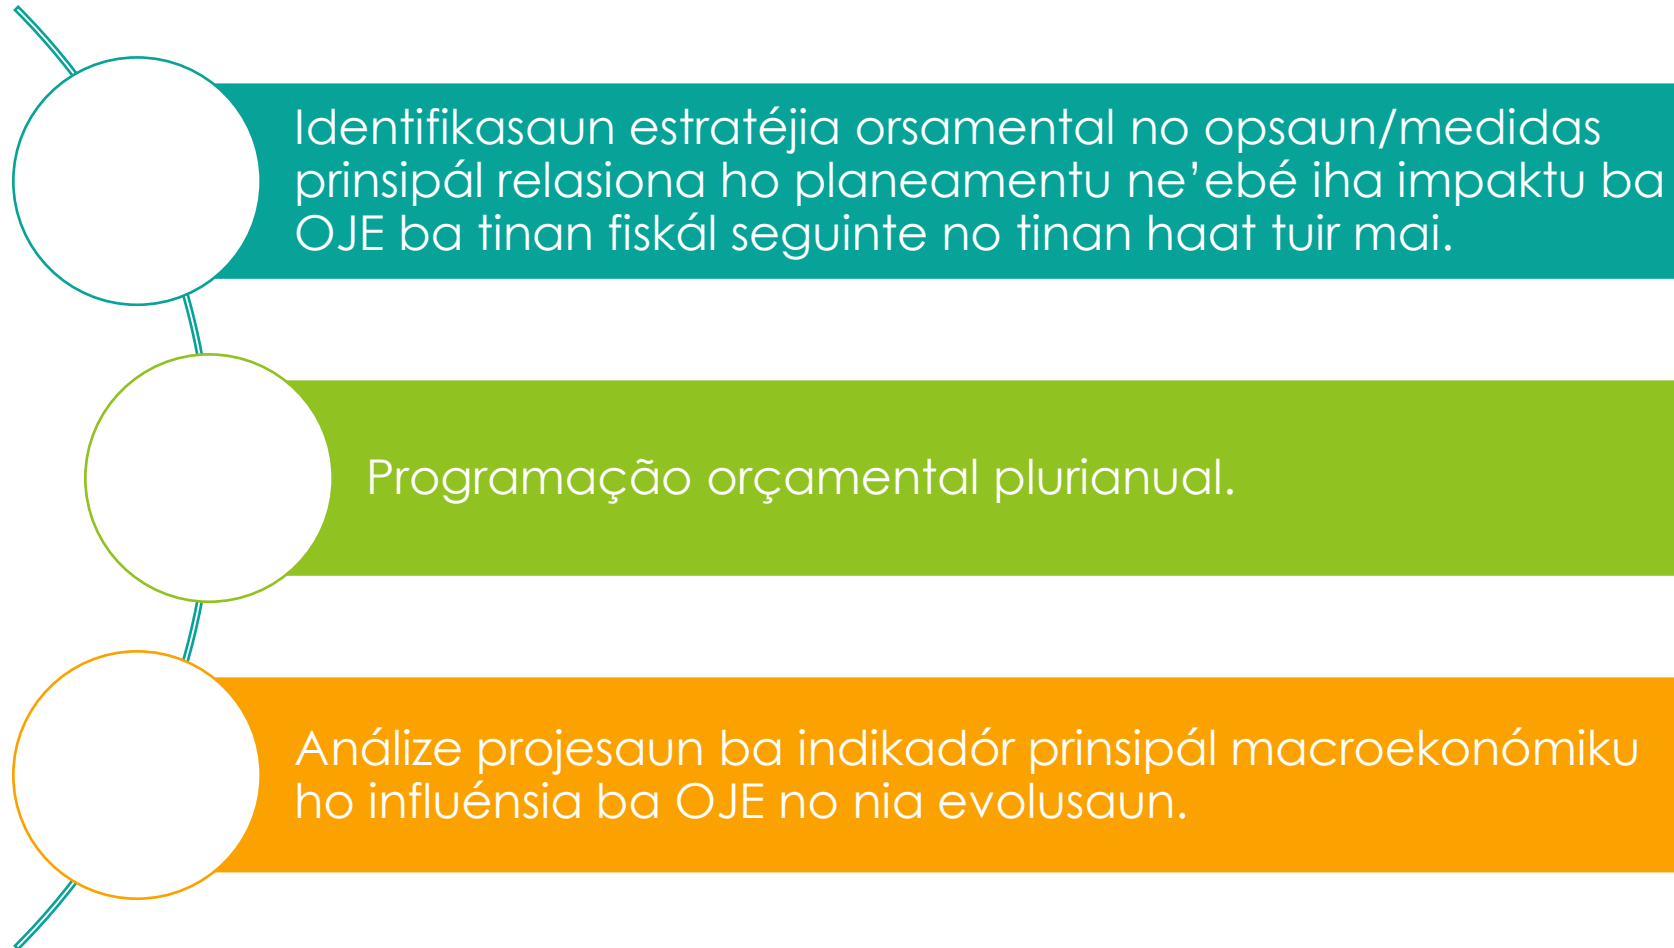 Identifikasaun estratéjia orsamental no opsaun/medidas
prinsipál relasiona ho planeamentu ne’ebé iha impaktu ba
OJE ba tinan fiskál seguinte no tinan haat tuir mai.
Programação orçamental plurianual.
Análize projesaun ba indikadór prinsipál macroekonómiku
ho influénsia ba OJE no nia evolusaun.